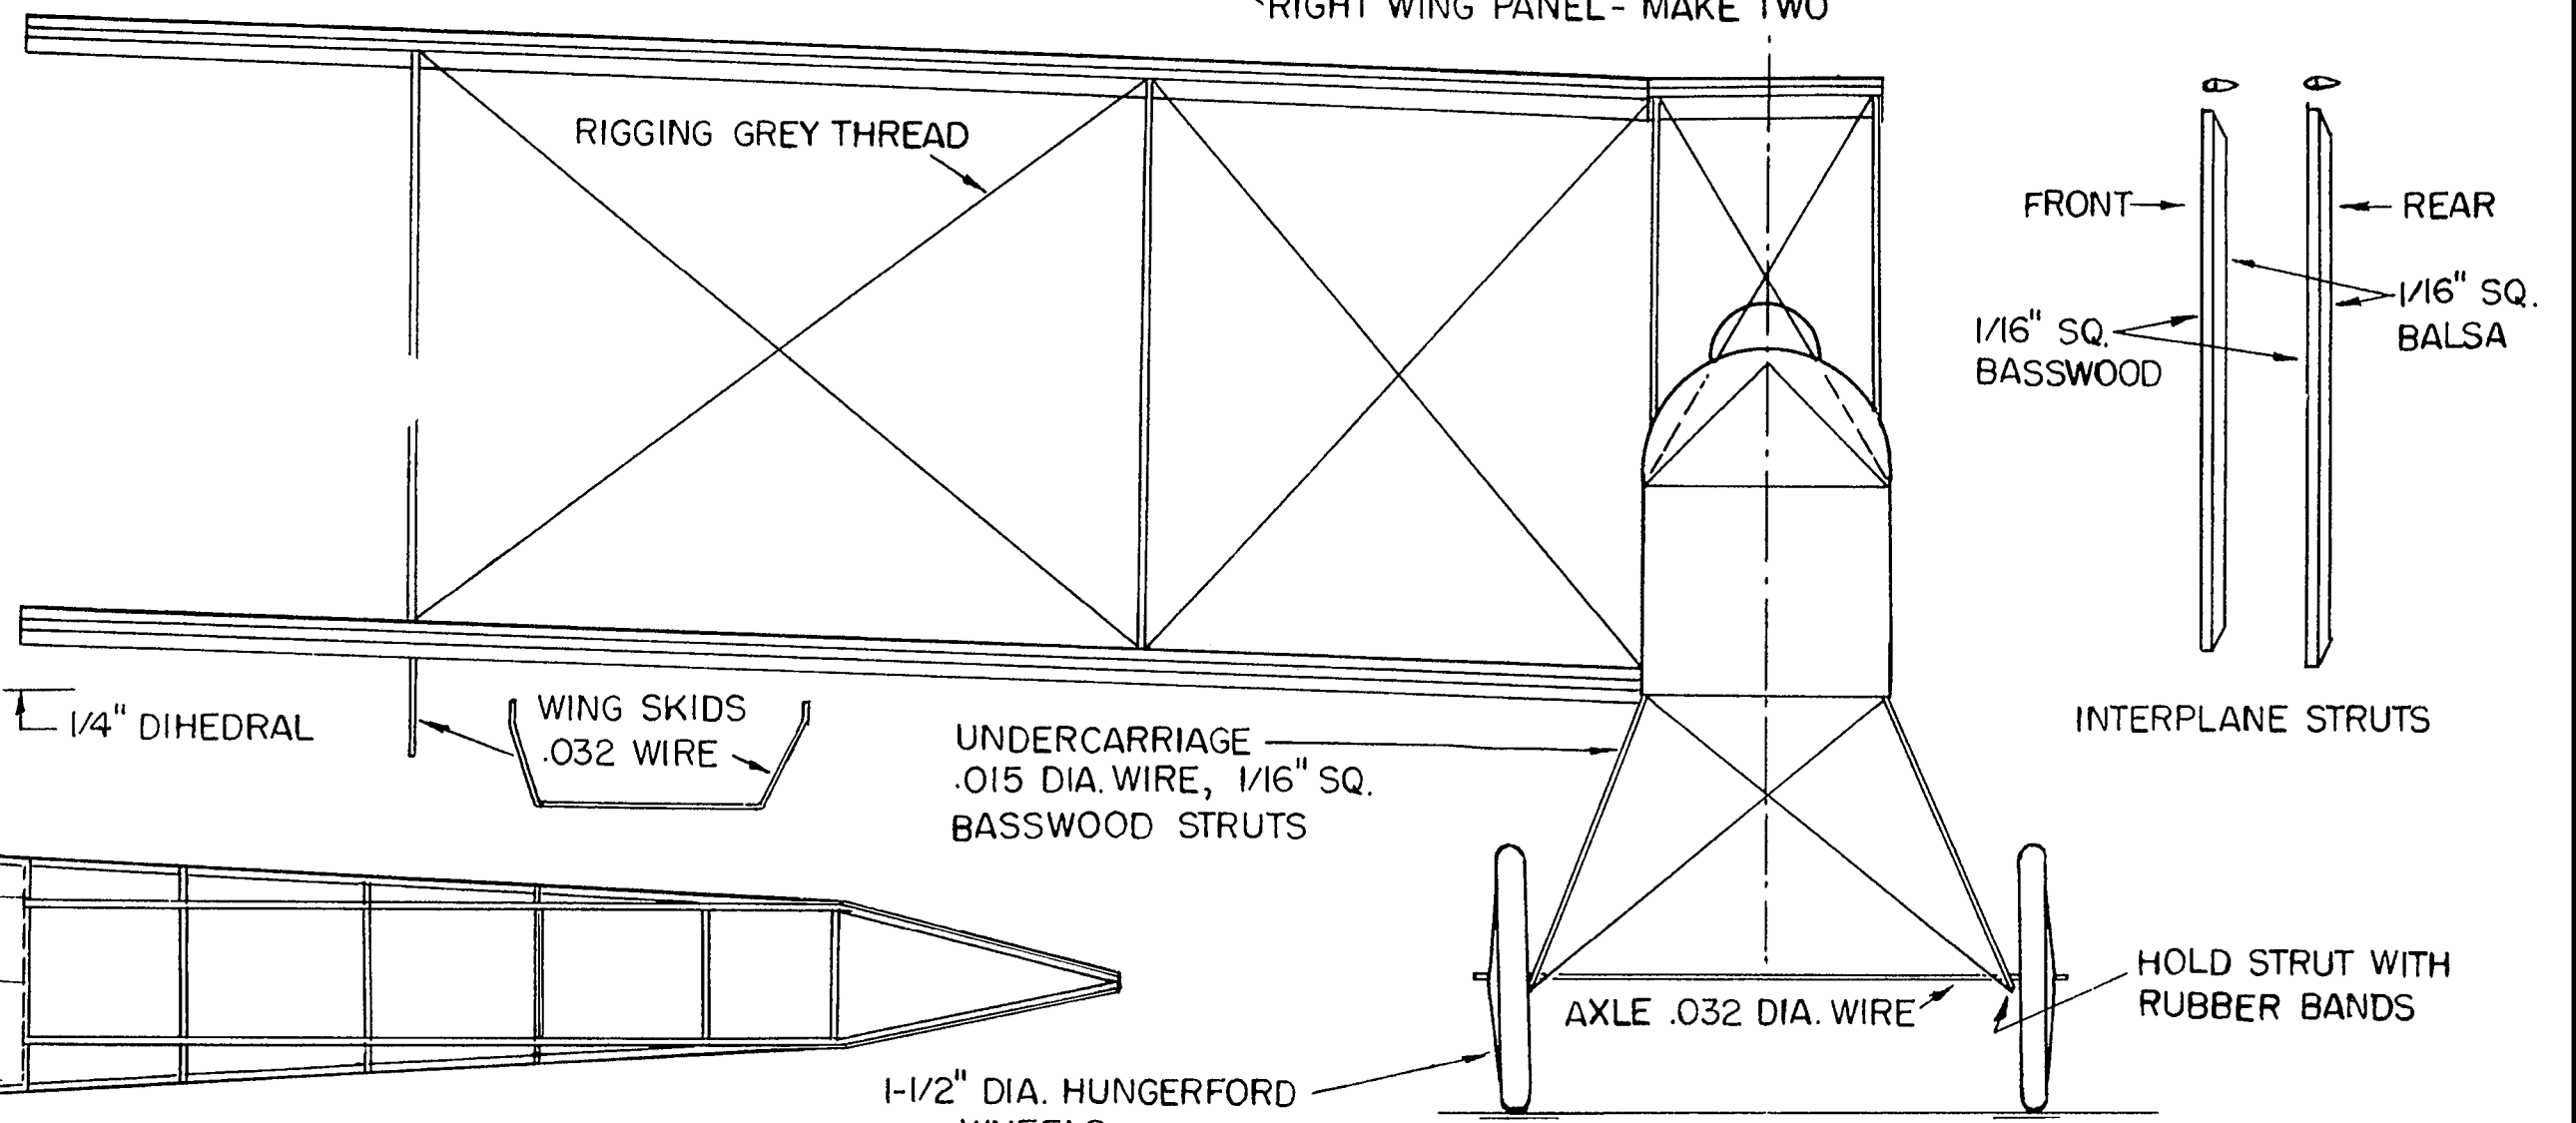 RIGHT WING PANEL- MAKE TWO
RIGGING GREY THREAD
FRONT
REAR
1/16" SQ.
BALSA
1/16" SQ.
BASSWOOD
INTERPLANE STRUTS
1/4" DIHEDRAL
WING SKIDS
.032 WIRE
UNDERCARRIAGE
.015 DIA. WIRE, 1/16" SQ.
BASSWOOD STRUTS
HOLD STRUT WITH
RUBBER BANDS
AXLE .032 DIA. WIRE
1-1/2" DIA. HUNGERFORD
WHEELS